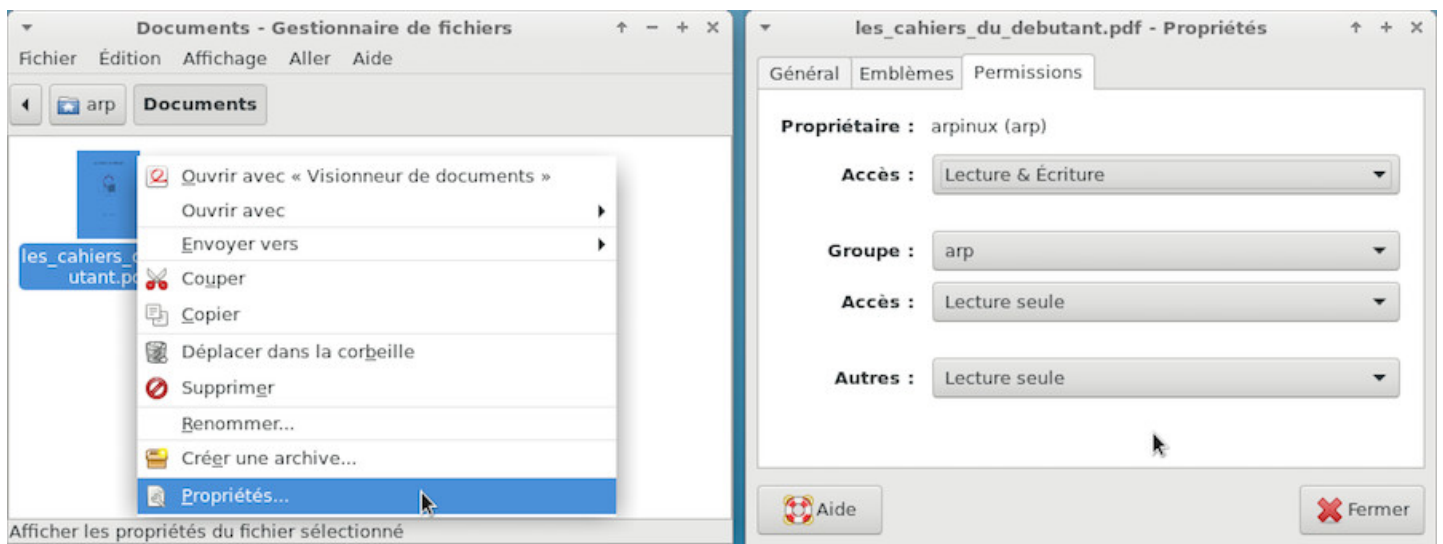 Documents - Gestionnaire de fichiers
Fichier Édition Affichage Aller Aide
arp Documents
les_cahiers_d
utant.pd
Ouvrir avec « Visionneur de documents »
Ouvrir avec
Envoyer vers
Couper
Copier
Déplacer dans la corbeille
Supprimer
Renommer...
Créer une archive...
Propriétés...
Afficher les propriétés du fichier sélectionné
les_cahiers_du_debutant.pdf - Propriétés
Général Emblèmes Permissions
Propriétaire : arpinux (arp)
Accès : Lecture & Écriture
Groupe : arp
Accès : Lecture seule
Autres : Lecture seule
Aide Fermer